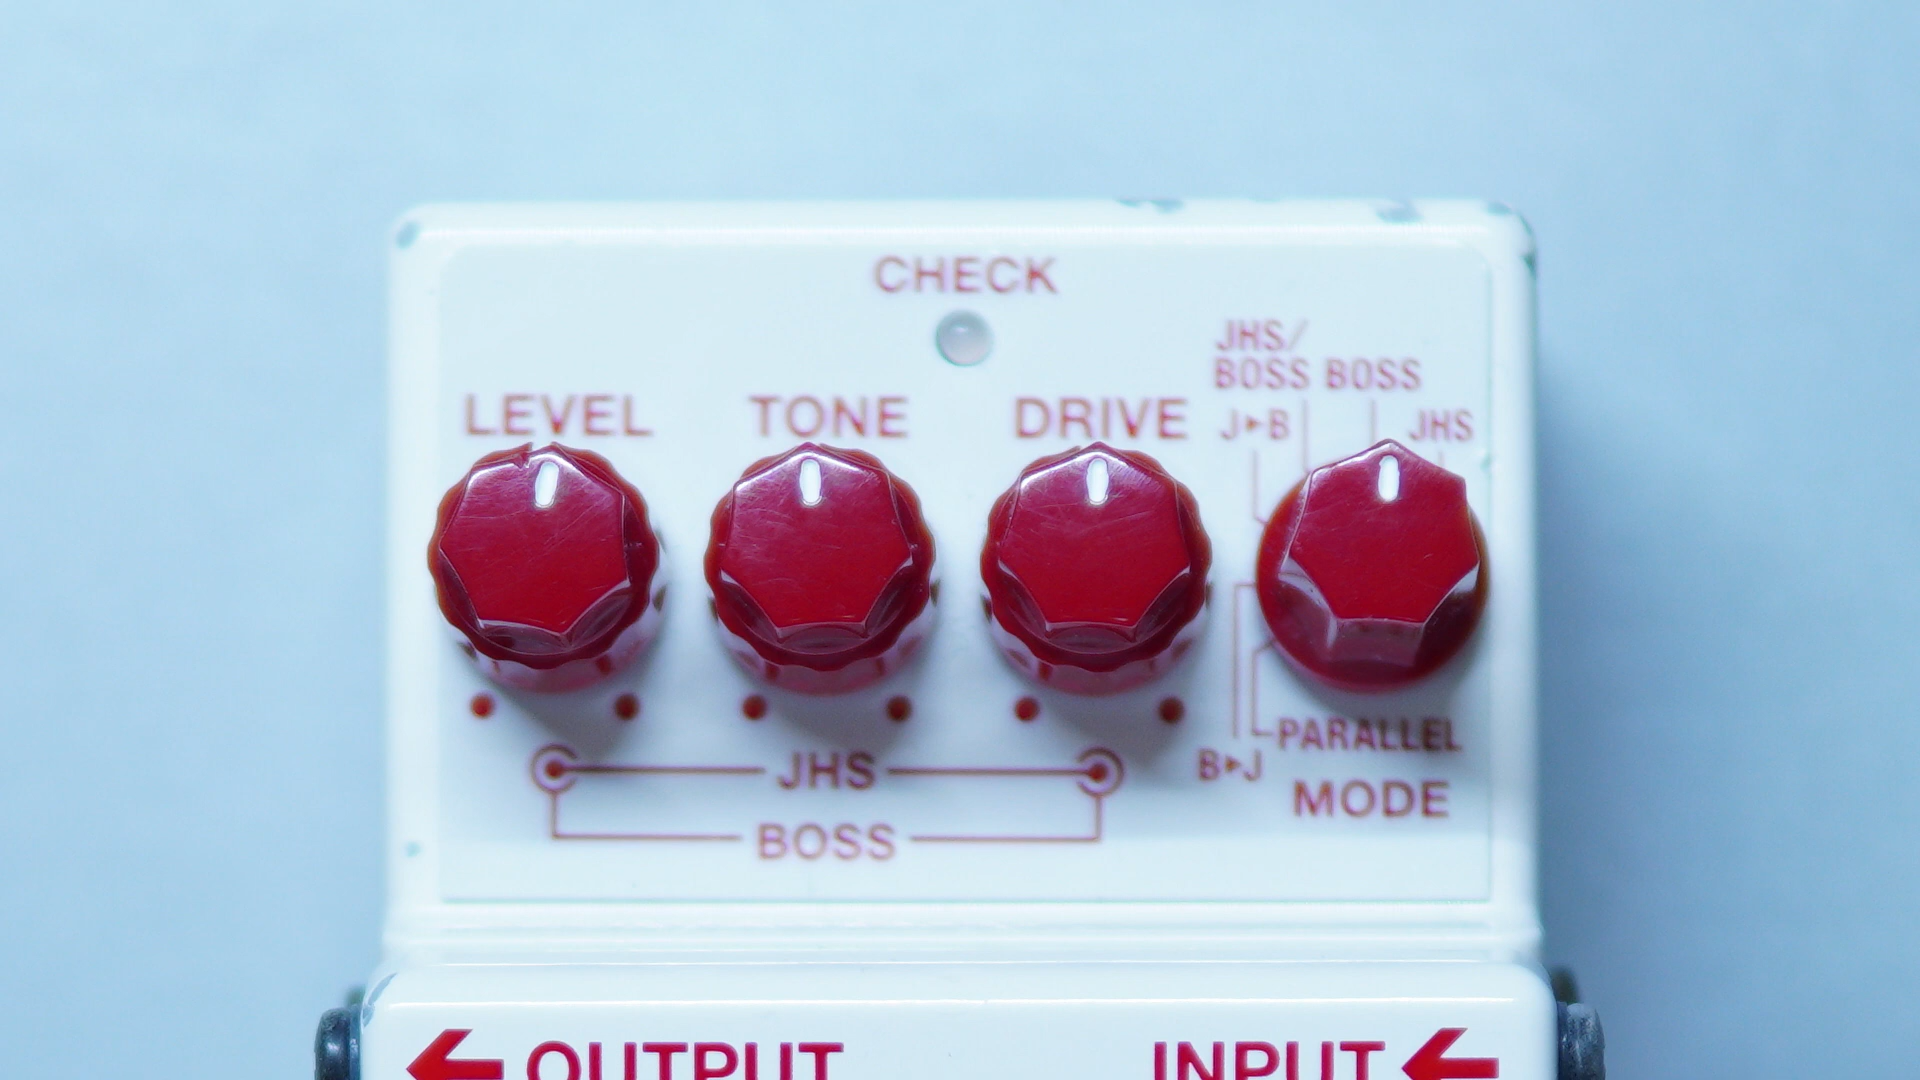 CHECK
JHS/
BOSS BOSS
LEVEL TONE DRIVE J▶B JHS
JHS
BOSS
PARALLEL
B▶J
MODE
OUTPUT
INPUT